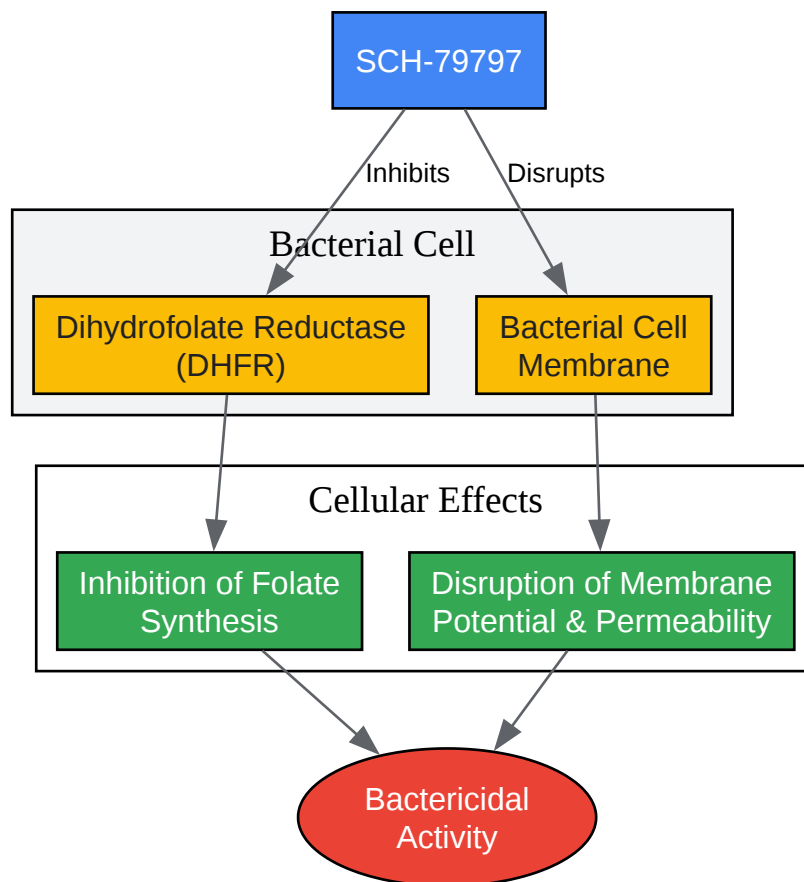 SCH-79797
Inhibits
Disrupts
Bacterial Cell
Dihydrofolate Reductase
(DHFR)
Bacterial Cell
Membrane
Cellular Effects
Inhibition of Folate
Synthesis
Disruption of Membrane
Potential & Permeability
Bactericidal
Activity